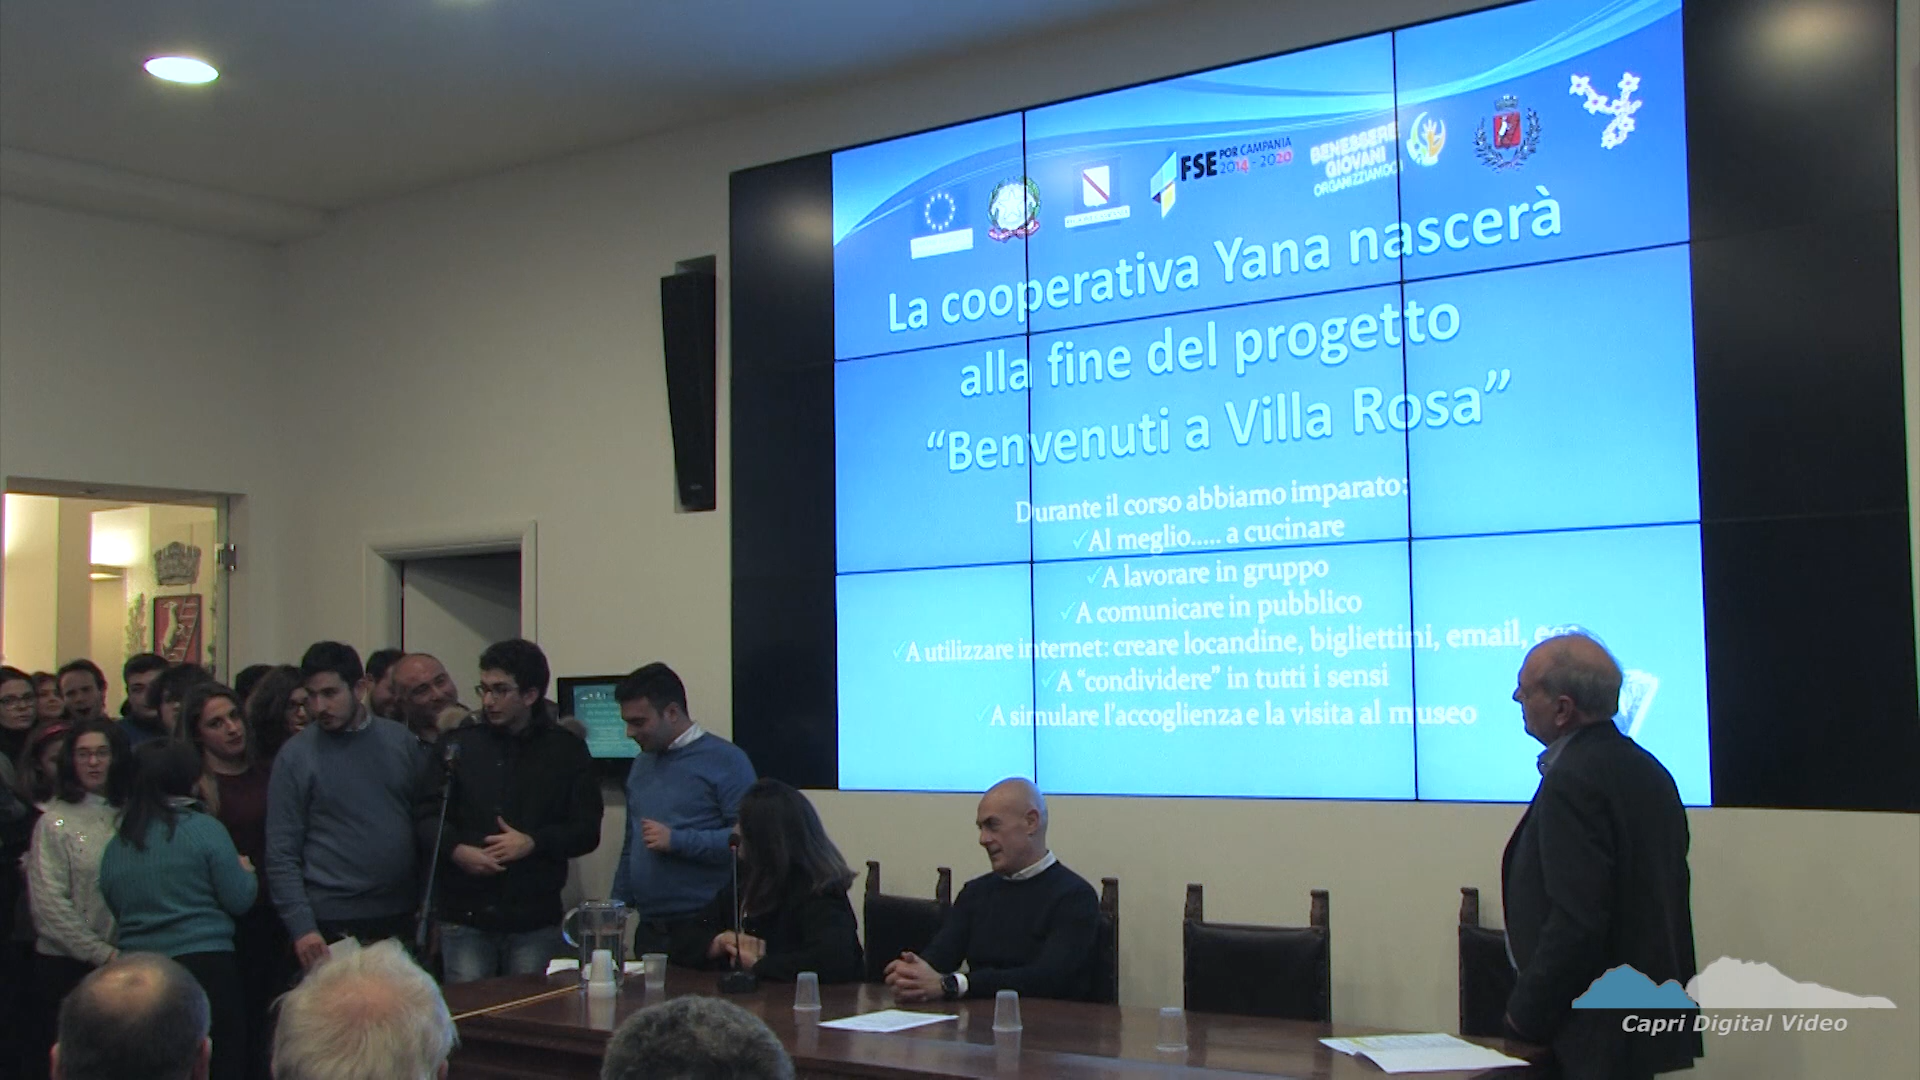 FSE POR CAMPANIA
2014 - 2020
BENESSERE
GIOVANI
ORGANIZZIAMOCI
La cooperativa Yana nascerà
alla fine del progetto
“Benvenuti a Villa Rosa”
Durante il corso abbiamo imparato:
✓Al meglio..... a cucinare
✓A lavorare in gruppo
✓A comunicare in pubblico
✓A utilizzare internet: creare locandine, bigliettini, email, ecc
✓A “condividere” in tutti i sensi
✓A simulare l’accoglienza e la visita al museo
Capri Digital Video